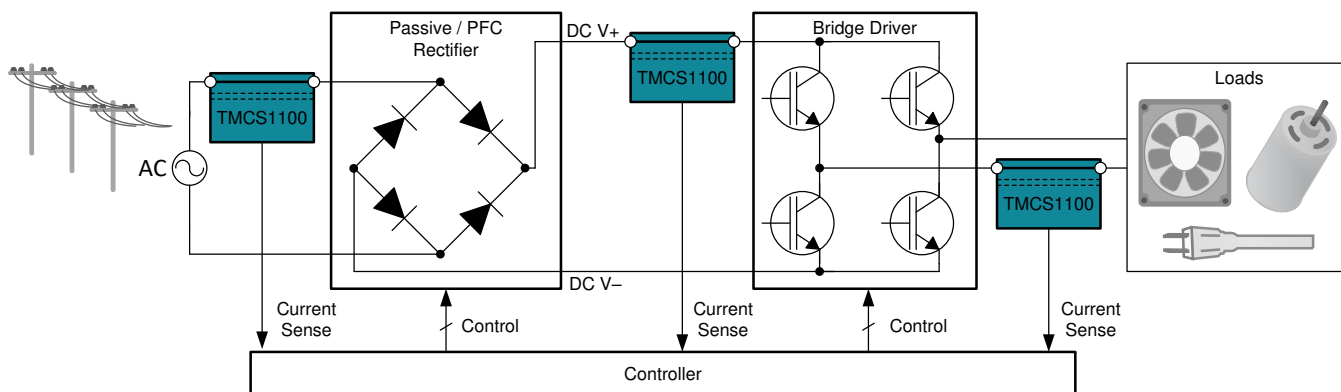 Passive / PFC
Rectifier
DC V+
Bridge Driver
TMCS1100
TMCS1100
Loads
AC
TMCS1100
DC V–
Current
Sense
Control
Current
Sense
Control
Current
Sense
Controller